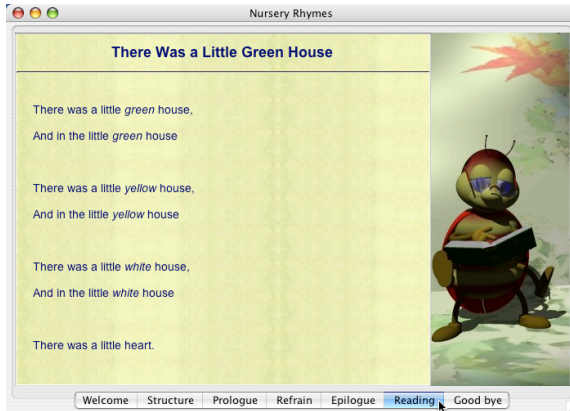 Nursery Rhymes
There Was a Little Green House
There was a little green house,
And in the little green house
There was a little yellow house,
And in the little yellow house
There was a little white house,
And in the little white house
There was a little heart.
Welcome Structure Prologue Refrain Epilogue Reading Good bye